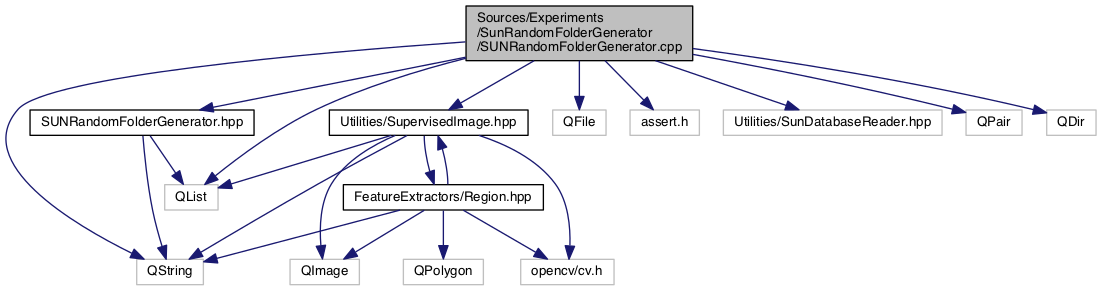 Sources/Experiments
/SunRandomFolderGenerator
/SUNRandomFolderGenerator.cpp
SUNRandomFolderGenerator.hpp
Utilities/SupervisedImage.hpp
QFile
assert.h
Utilities/SunDatabaseReader.hpp
QPair
QDir
QList
FeatureExtractors/Region.hpp
QString
QImage
QPolygon
opencv/cv.h